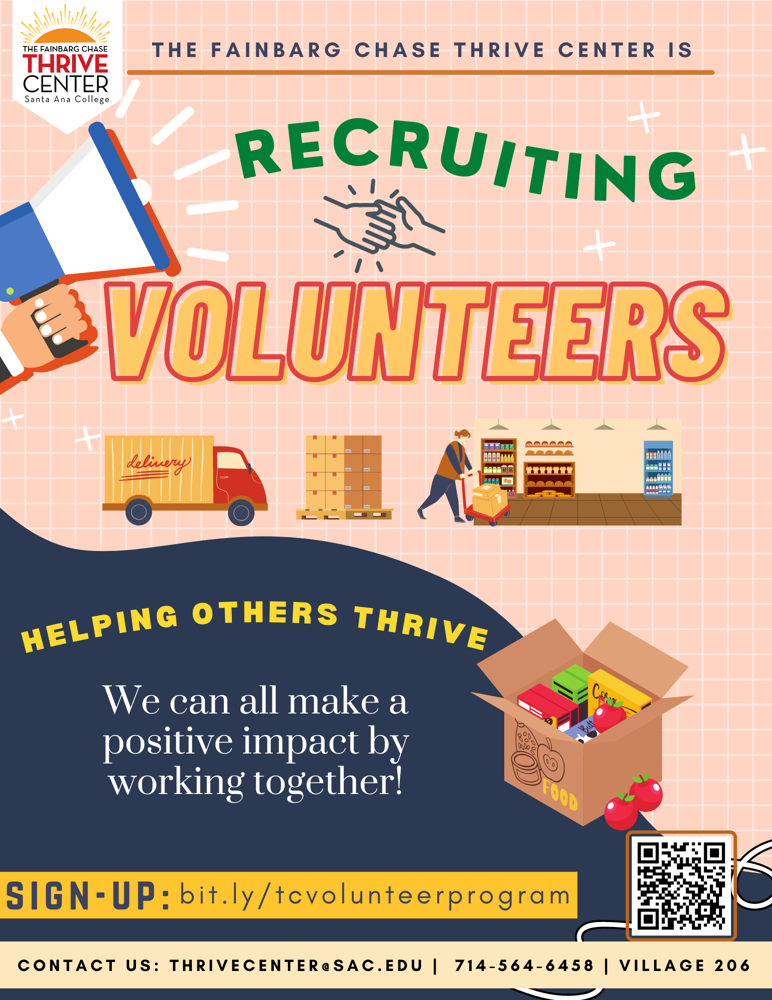 THE FAINBARG CHASE
THRIVE
CENTER
Santa Ana College
THE FAINBARG CHASE THRIVE CENTER IS
RECRUITING
VOLUNTEERS
delivery
HELPING OTHERS THRIVE
We can all make a
positive impact by
working together!
FOOD
SIGN-UP: bit.ly/tcvolunteerprogram
CONTACT US: THRIVECENTER@SAC.EDU | 714-564-6458 | VILLAGE 206